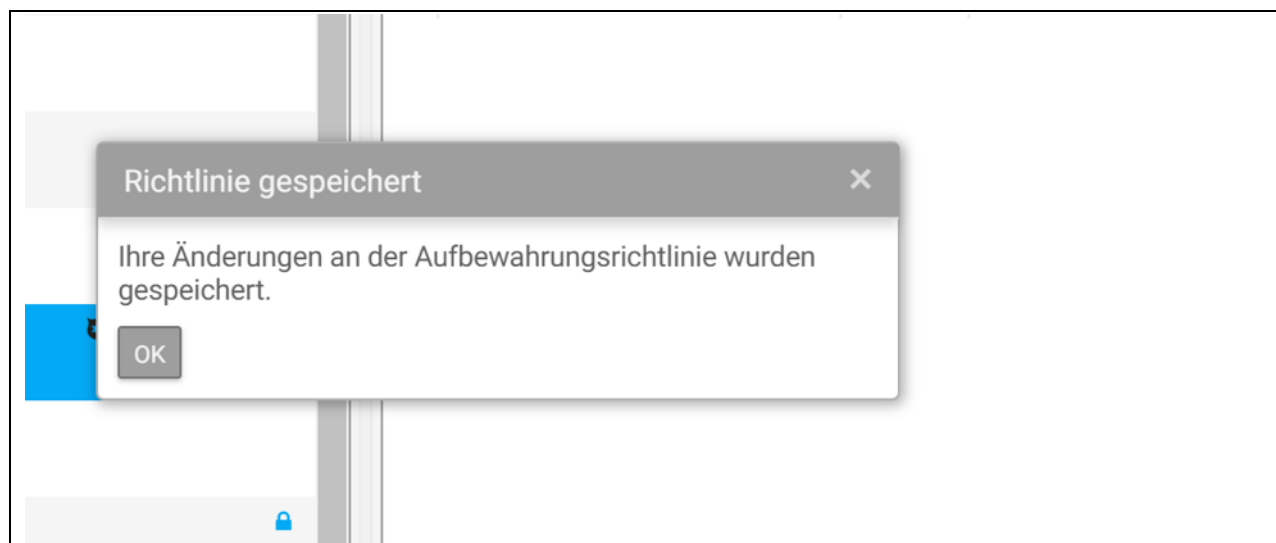 Richtlinie gespeichert
Ihre Änderungen an der Aufbewahrungsrichtlinie wurden
gespeichert.
OK